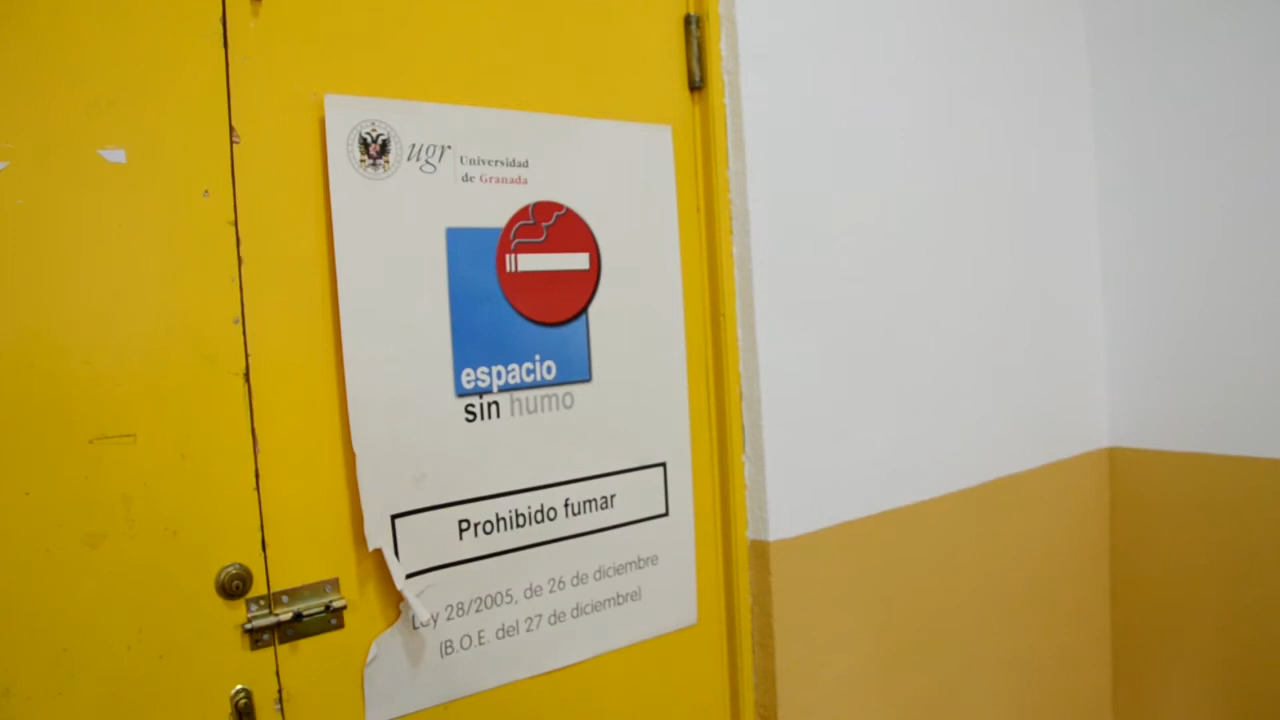 ugr
Universidad
de Granada
espacio
sin humo
Prohibido fumar
Ley 28/2005, de 26 de diciembre
(B.O.E. del 27 de diciembre)